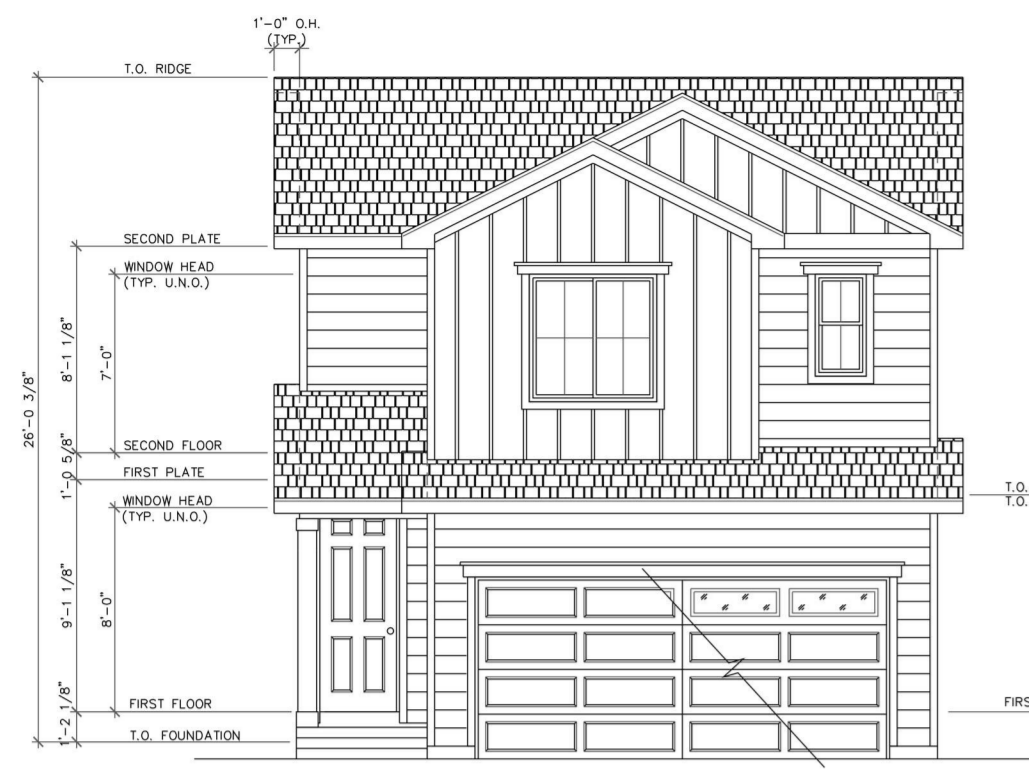 1'-0" O.H.
(TYP.)
T.O. RIDGE
SECOND PLATE
WINDOW HEAD
(TYP. U.N.O.)
8'-1 1/8"
7'-0"
26'-0 3/8"
SECOND FLOOR
1'-0 5/8"
FIRST PLATE
WINDOW HEAD
(TYP. U.N.O.)
T.O.
T.O.
9'-1 1/8"
8'-0"
FIRST FLOOR
FIRS
1'-2 1/8"
T.O. FOUNDATION